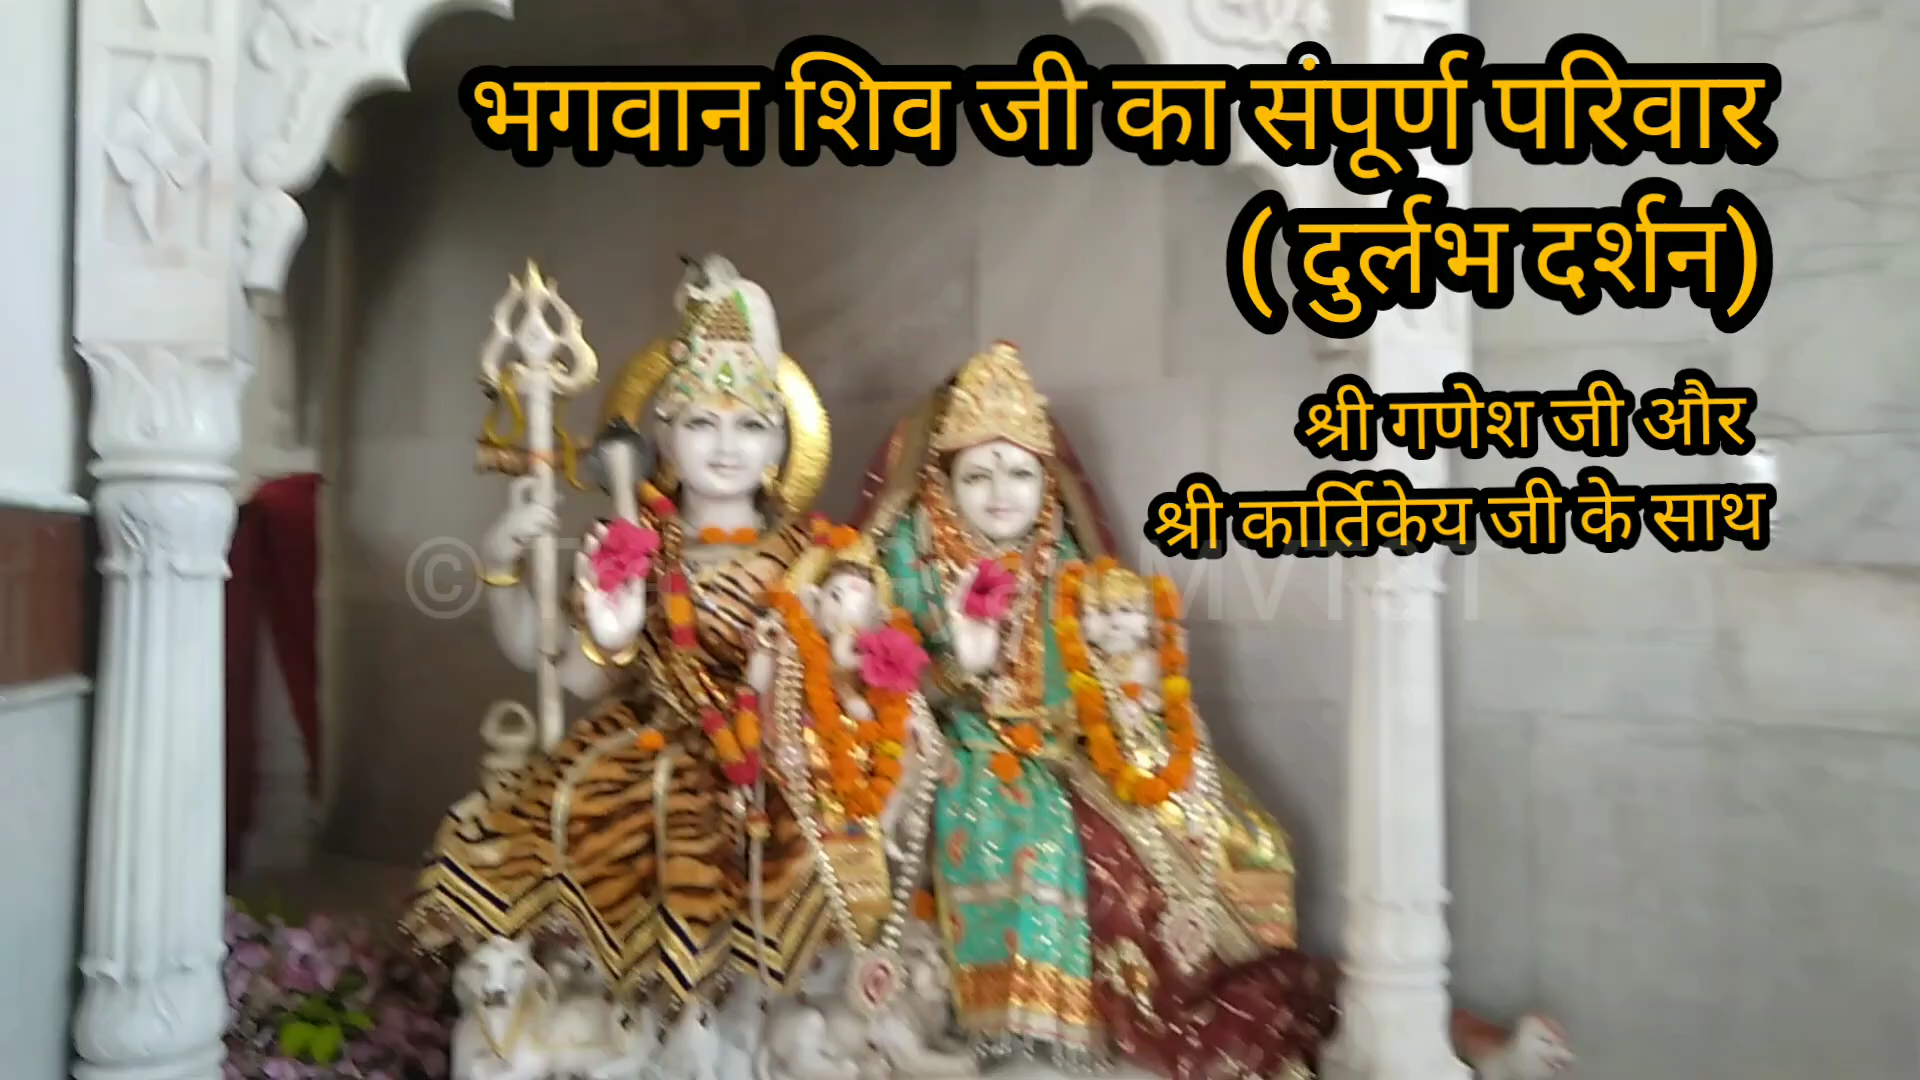 भगवान शिव जी का संपूर्ण परिवार
( दुर्लभ दर्शन)
श्री गणेश जी और
श्री कार्तिकेय जी के साथ
©